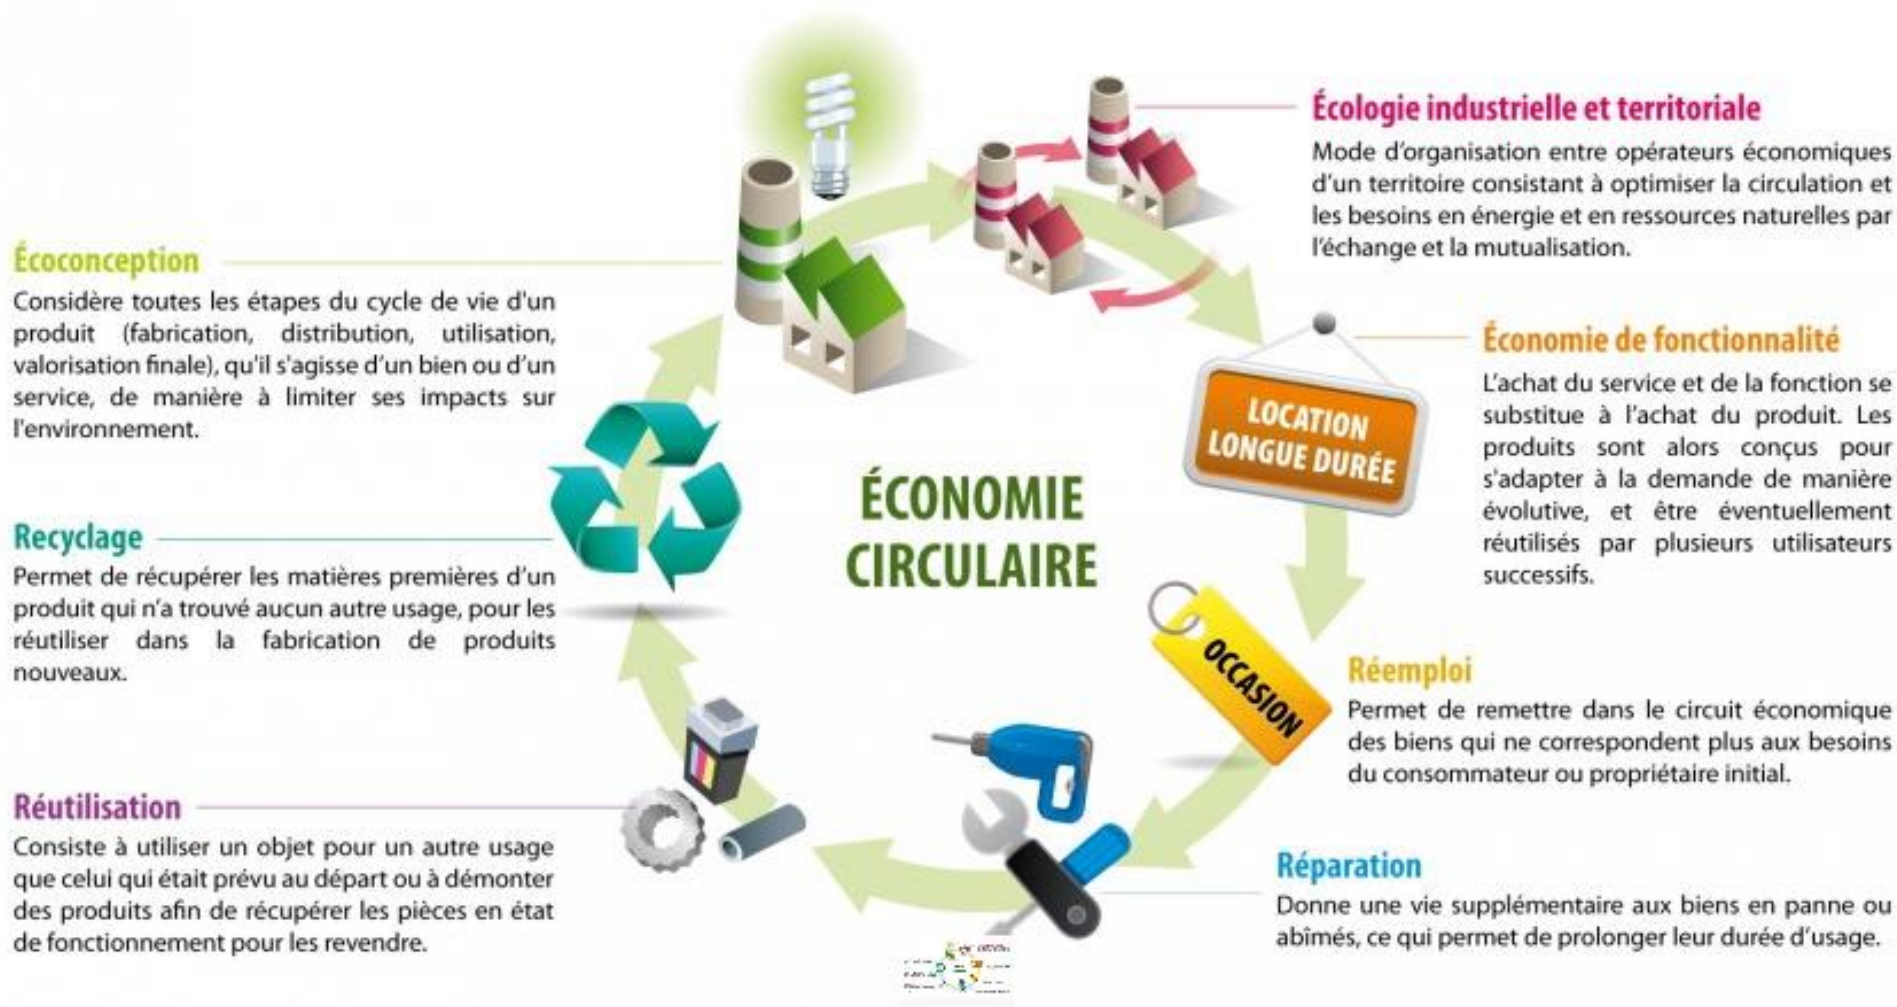 Écoconception
Considère toutes les étapes du cycle de vie d'un
produit (fabrication, distribution, utilisation,
valorisation finale), qu'il s'agisse d'un bien ou d'un
service, de manière à limiter ses impacts sur
l'environnement.
Recyclage
Permet de récupérer les matières premières d'un
produit qui n'a trouvé aucun autre usage, pour les
réutiliser dans la fabrication de produits
nouveaux.
Réutilisation
Consiste à utiliser un objet pour un autre usage
que celui qui était prévu au départ ou à démonter
des produits afin de récupérer les pièces en état
de fonctionnement pour les revendre.
ÉCONOMIE
CIRCULAIRE
Écologie industrielle et territoriale
Mode d'organisation entre opérateurs économiques
d'un territoire consistant à optimiser la circulation et
les besoins en énergie et en ressources naturelles par
l'échange et la mutualisation.
LOCATION
LONGUE DURÉE
Économie de fonctionnalité
L'achat du service et de la fonction se
substitue à l'achat du produit. Les
produits sont alors conçus pour
s'adapter à la demande de manière
évolutive, et être éventuellement
réutilisés par plusieurs utilisateurs
successifs.
OCCASION
Réemploi
Permet de remettre dans le circuit économique
des biens qui ne correspondent plus aux besoins
du consommateur ou propriétaire initial.
Réparation
Donne une vie supplémentaire aux biens en panne ou
abîmés, ce qui permet de prolonger leur durée d'usage.